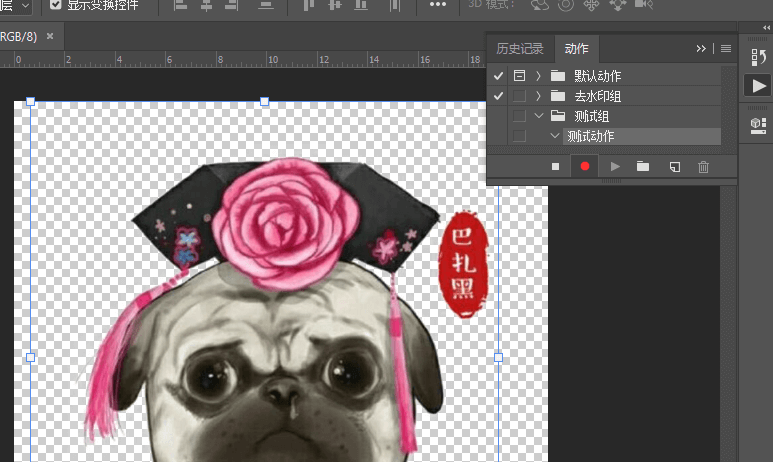 层 显示变换控件 3D 模式:
RGB/8) ×
0 2 4 6 8 10 12 14 16 18
历史记录 动作
默认动作
去水印组
测试组
测试动作
巴扎黑